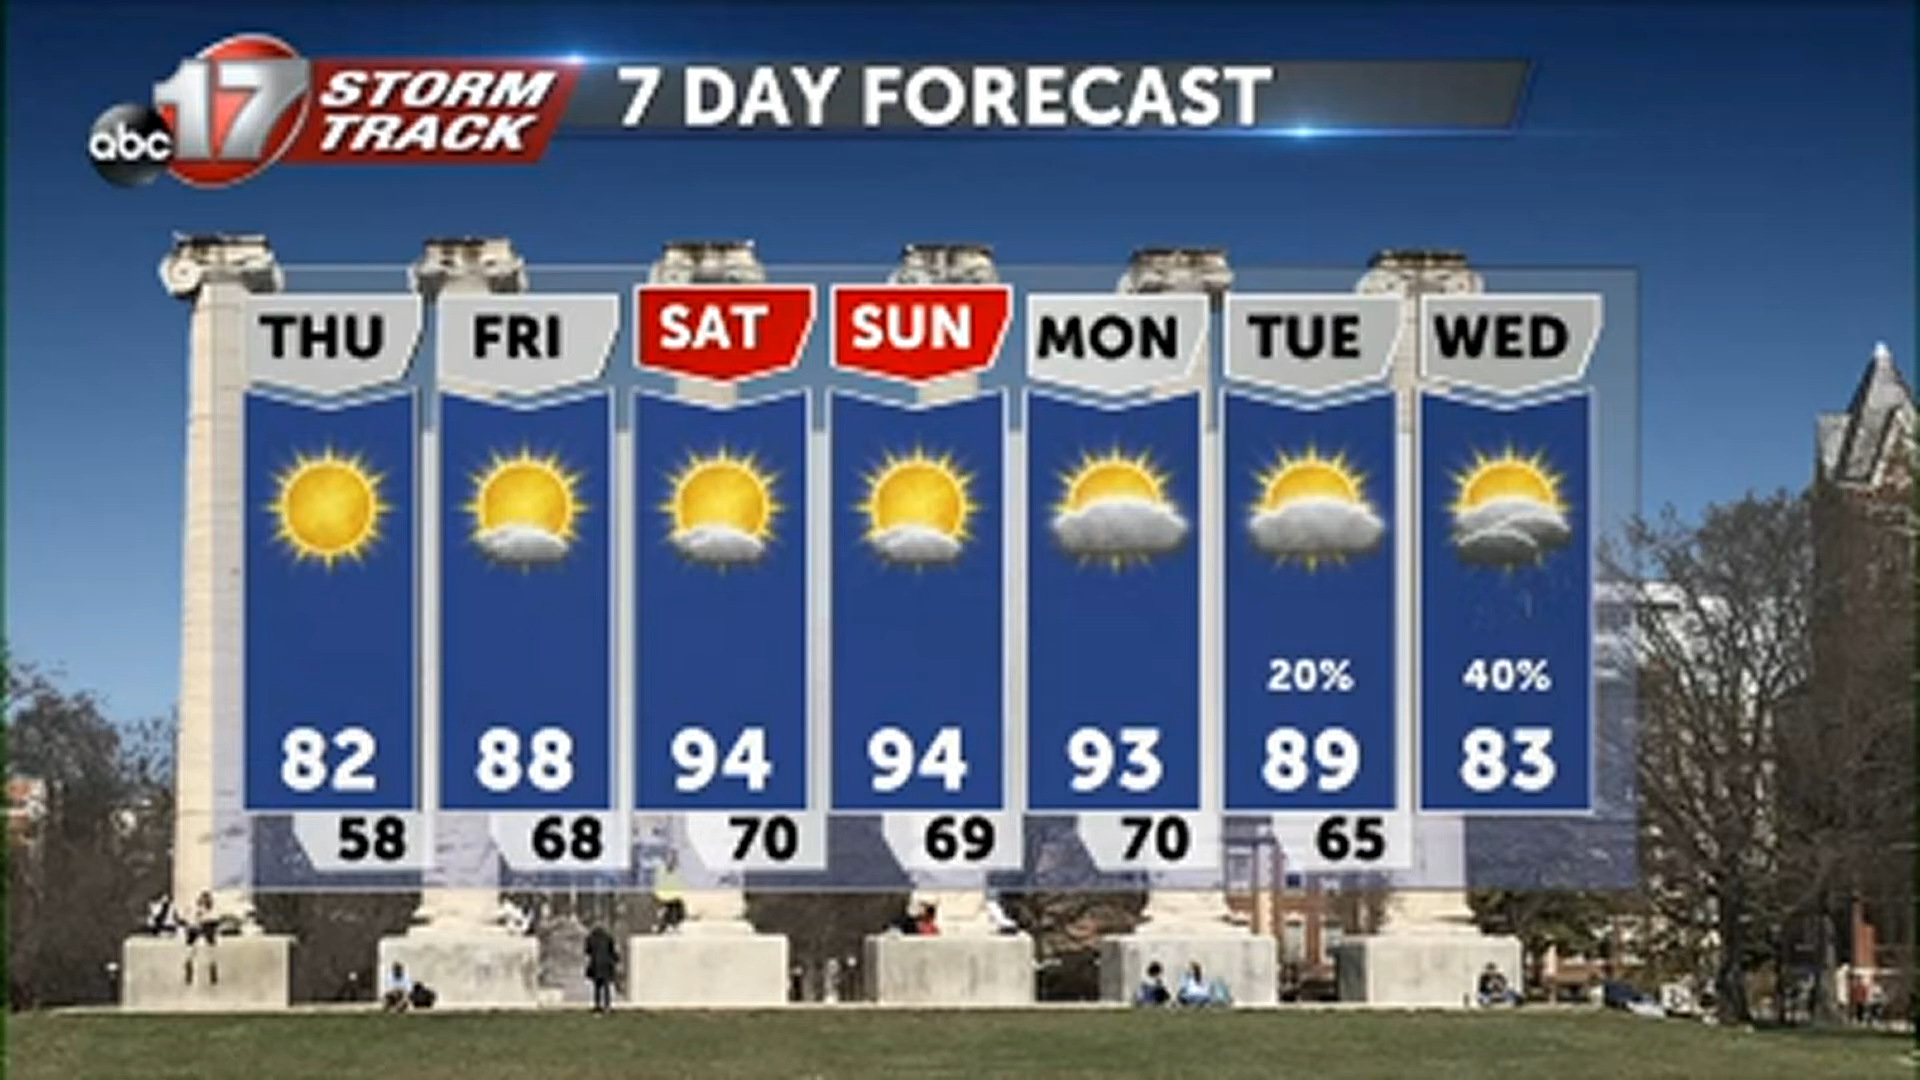 abc 17 STORM TRACK
7 DAY FORECAST
THU FRI SAT SUN MON TUE WED
20% 40%
82 88 94 94 93 89 83
58 68 70 69 70 65